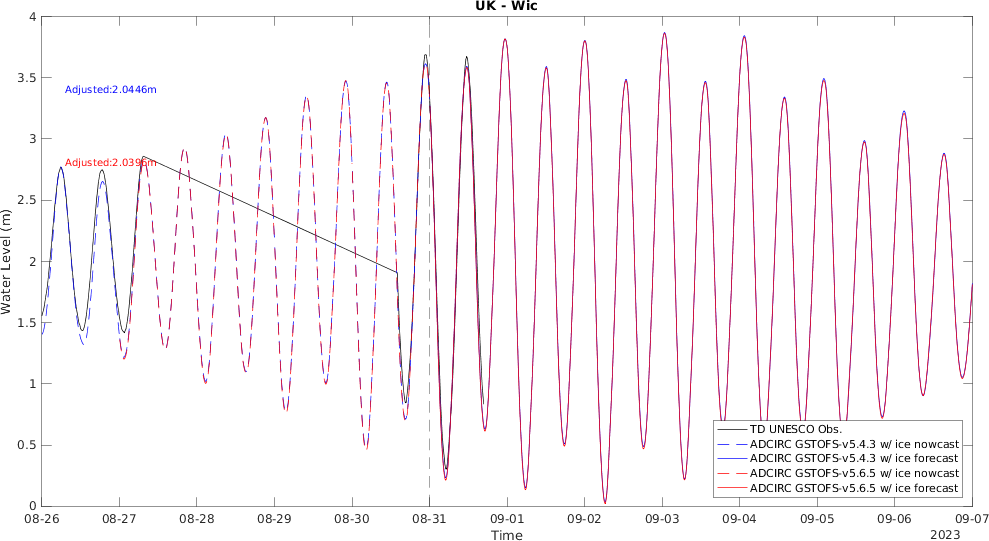 UK - Wic
Water Level (m)
4
3.5
3
2.5
2
1.5
1
0.5
0
Adjusted:2.0446m
Adjusted:2.0396m
TD UNESCO Obs.
ADCIRC GSTOFS-v5.4.3 w/ ice nowcast
ADCIRC GSTOFS-v5.4.3 w/ ice forecast
ADCIRC GSTOFS-v5.6.5 w/ ice nowcast
ADCIRC GSTOFS-v5.6.5 w/ ice forecast
08-26 08-27 08-28 08-29 08-30 08-31 09-01 09-02 09-03 09-04 09-05 09-06 09-07
Time
2023